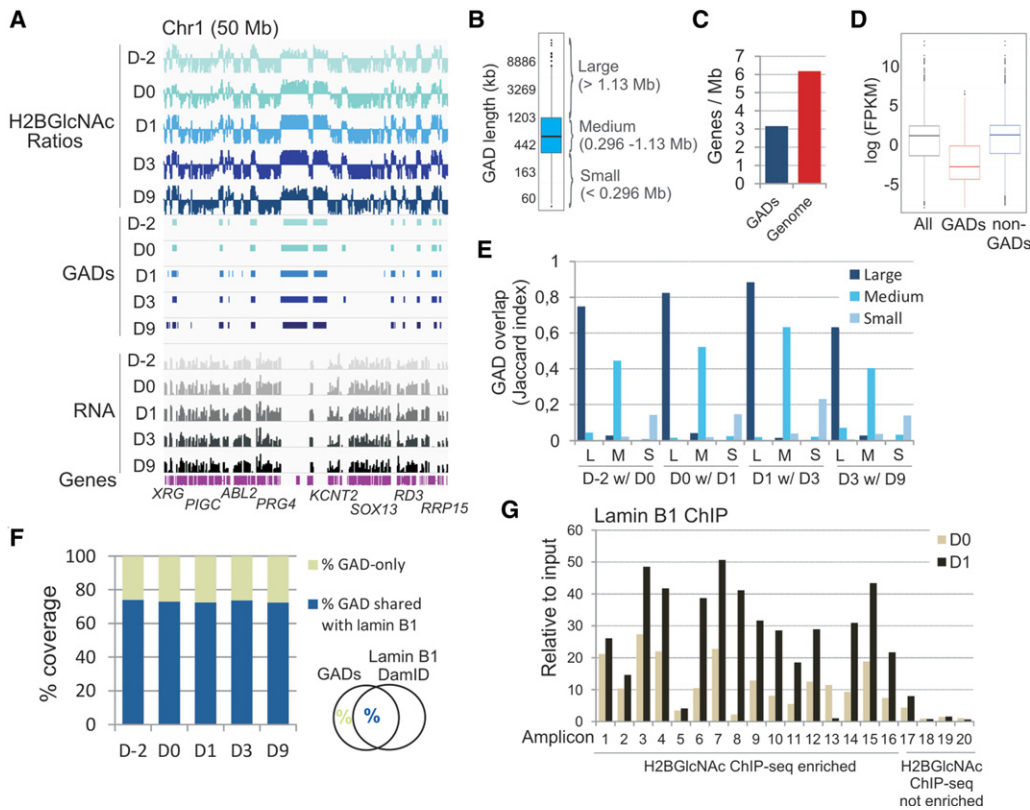 A
Chr1 (50 Mb)
H2BGlcNAc
Ratios
D-2
D0
D1
D3
D9
GADs
D-2
D0
D1
D3
D9
RNA
D-2
D0
D1
D3
D9
Genes
XRG
PIGC
ABL2
PRG4
KCNT2
SOX13
RD3
RRP15
B
GAD length (kb)
8886
3269
1203
442
163
60
Large
(> 1.13 Mb)
Medium
(0.296 -1.13 Mb)
Small
(< 0.296 Mb)
C
Genes / Mb
7
6
5
4
3
2
1
0
GADs
Genome
D
log (FPKM)
10
5
0
-5
All
GADs
non-
GADs
E
GAD overlap
(Jaccard index)
1
0,8
0,6
0,4
0,2
0
Large
Medium
Small
L M S L M S L M S L M S
D-2 w/ D0 D0 w/ D1 D1 w/ D3 D3 w/ D9
F
% coverage
100
80
60
40
20
0
D-2 D0 D1 D3 D9
% GAD-only
% GAD shared
with lamin B1
GADs
Lamin B1
DamID
% %
G
Lamin B1 ChIP
Relative to input
60
50
40
30
20
10
0
D0
D1
Amplicon 1 2 3 4 5 6 7 8 9 10 11 12 13 14 15 16 17 18 19 20
H2BGlcNAc ChIP-seq enriched
H2BGlcNAc
ChIP-seq
not enriched